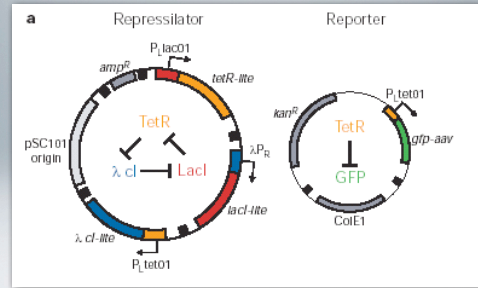 a
Repressilator
Reporter
PLlac01
ampR
tetR-lite
TetR
pSC101
origin
λ cI
LacI
λPR
lacI-lite
λ cI-lite
PLtet01
PLtet01
kanR
TetR
GFP
gfp-aav
ColE1